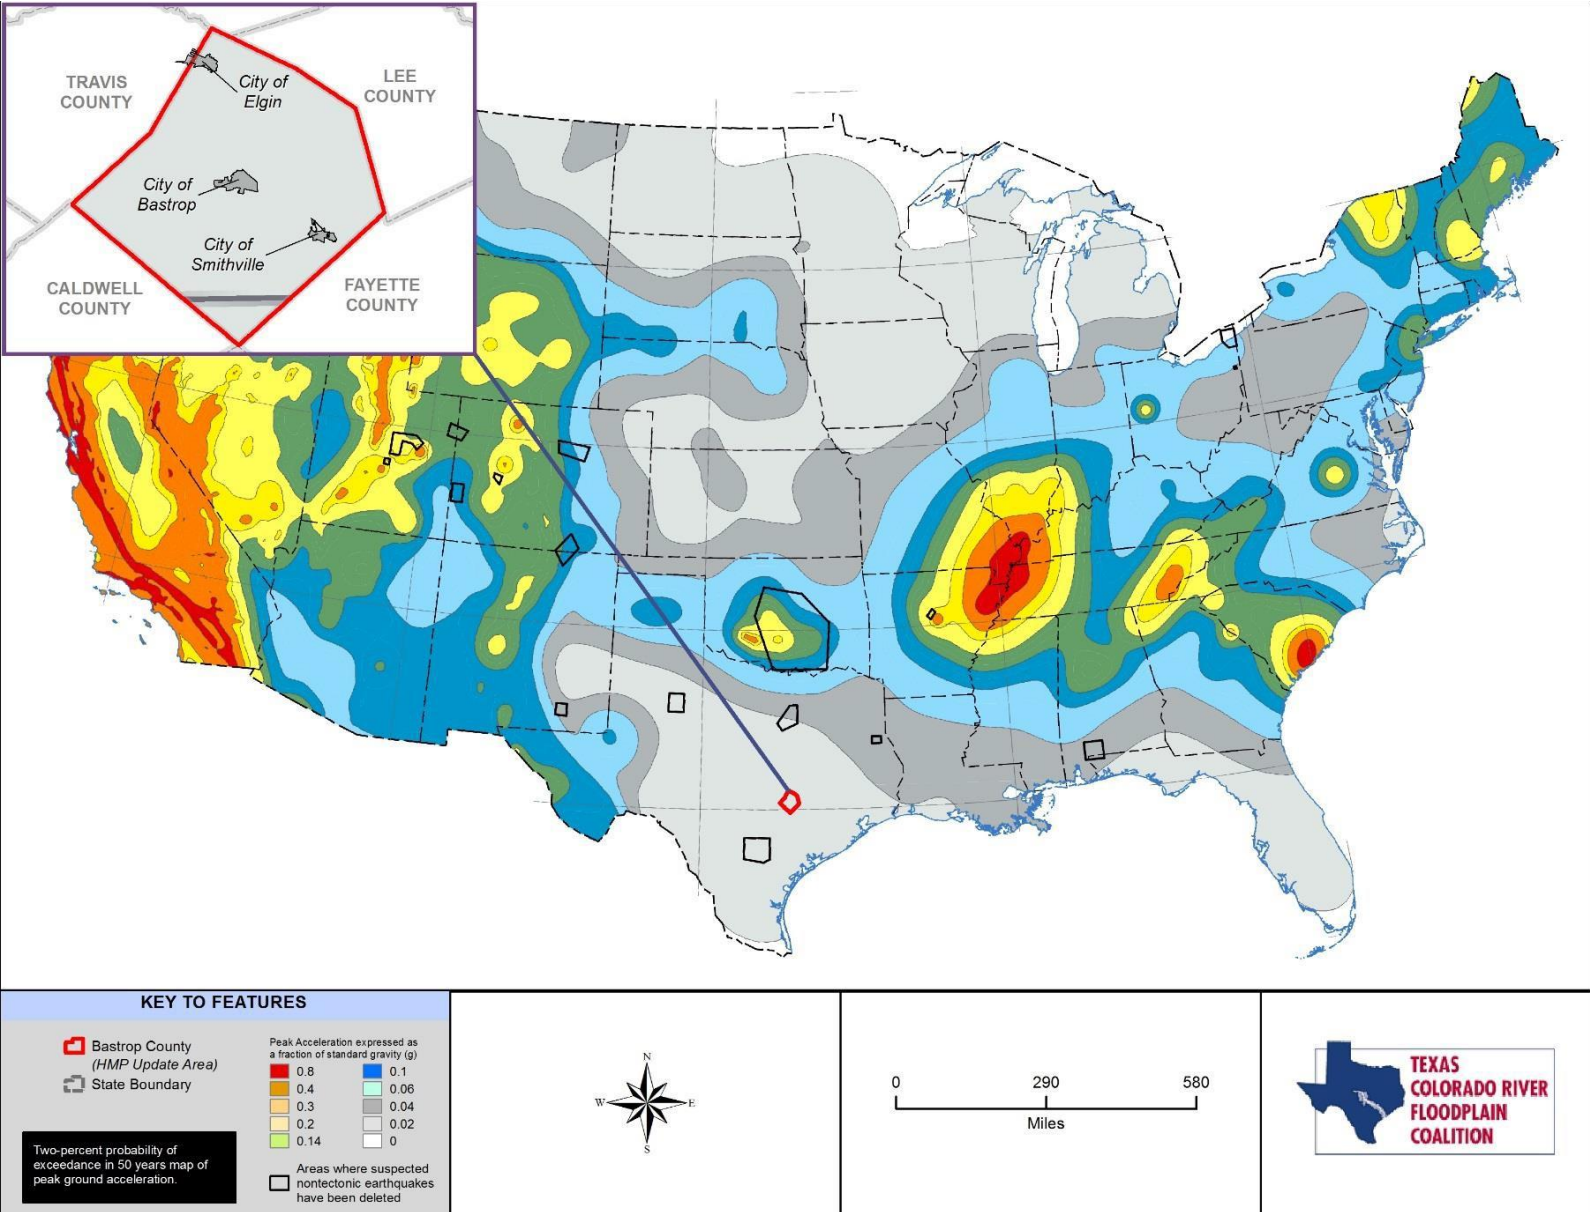 TRAVIS
COUNTY
LEE
COUNTY
City of
Elgin
City of
Bastrop
City of
Smithville
CALDWELL
COUNTY
FAYETTE
COUNTY
KEY TO FEATURES
Bastrop County
(HMP Update Area)
State Boundary
Two-percent probability of
exceedance in 50 years map of
peak ground acceleration.
Peak Acceleration expressed as
a fraction of standard gravity (g)
0.8
0.4
0.3
0.2
0.14
0.1
0.06
0.04
0.02
0
Areas where suspected
nontectonic earthquakes
have been deleted
N
W
E
S
0 290 580
Miles
TEXAS
COLORADO RIVER
FLOODPLAIN
COALITION